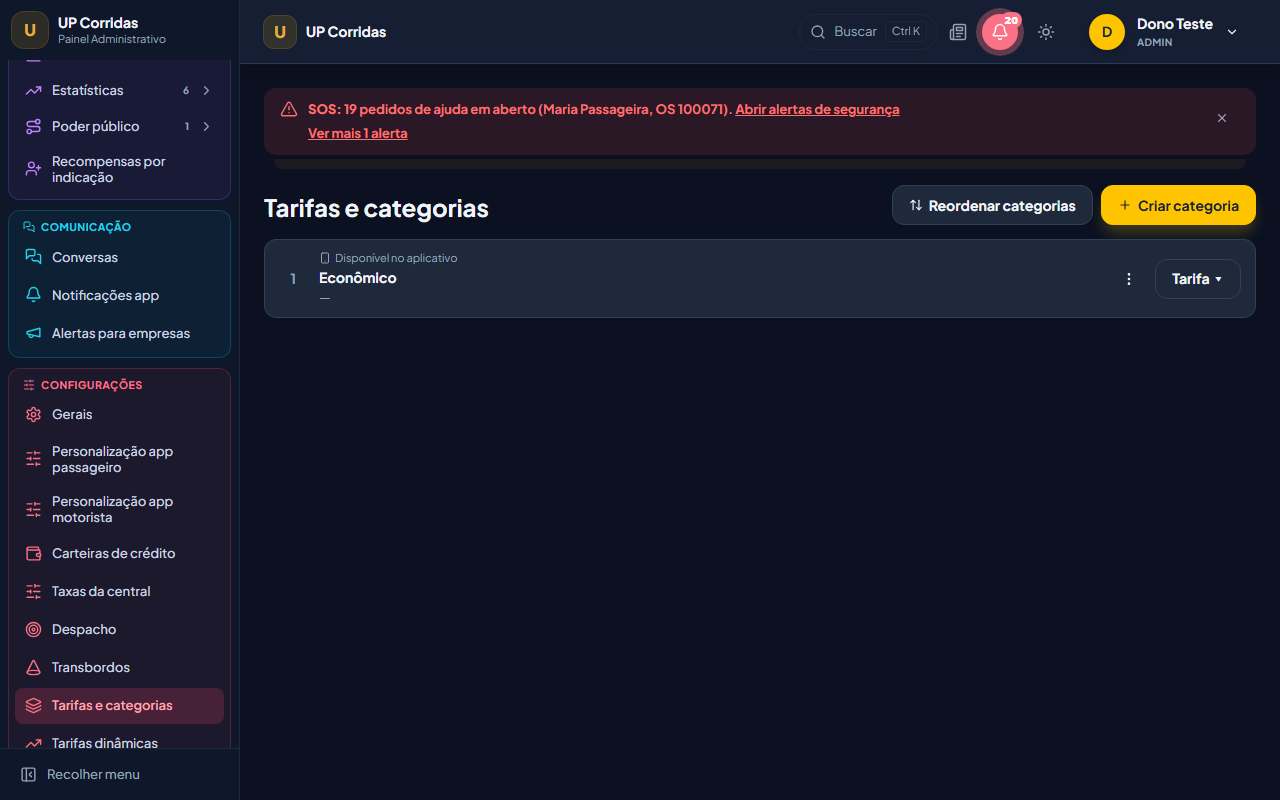 U
UP Corridas
Painel Administrativo
Estatísticas 6
Poder público 1
Recompensas por
indicação
COMUNICAÇÃO
Conversas
Notificações app
Alertas para empresas
CONFIGURAÇÕES
Gerais
Personalização app
passageiro
Personalização app
motorista
Carteiras de crédito
Taxas da central
Despacho
Transbordos
Tarifas e categorias
Tarifas dinâmicas
Recolher menu
U UP Corridas
Buscar Ctrl K
20
D
Dono Teste
ADMIN
SOS: 19 pedidos de ajuda em aberto (Maria Passageira, OS 100071). Abrir alertas de segurança
Ver mais 1 alerta
Tarifas e categorias
Reordenar categorias
+ Criar categoria
1
Disponível no aplicativo
Econômico
—
Tarifa